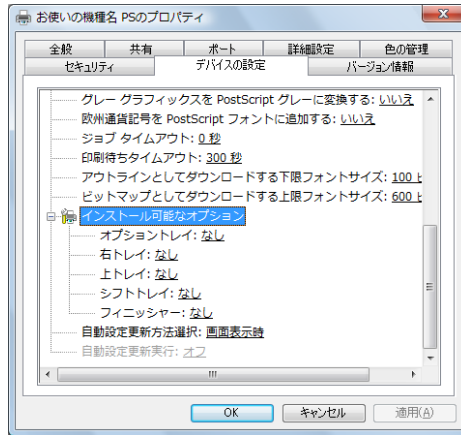 お使いの機種名 PSのプロパティ
全般 共有 ポート 詳細設定 色の管理
セキュリティ デバイスの設定 バージョン情報
グレー グラフィックスを PostScript グレーに変換する: いいえ
欧州通貨記号を PostScript フォントに追加する: いいえ
ジョブ タイムアウト: 0 秒
印刷待ちタイムアウト: 300 秒
アウトラインとしてダウンロードする下限フォントサイズ: 100 ピ
ビットマップとしてダウンロードする上限フォントサイズ: 600 ピ
インストール可能なオプション
オプショントレイ: なし
右トレイ: なし
上トレイ: なし
シフトトレイ: なし
フィニッシャー: なし
自動設定更新方法選択: 画面表示時
自動設定更新実行: オフ
OK キャンセル 適用(A)